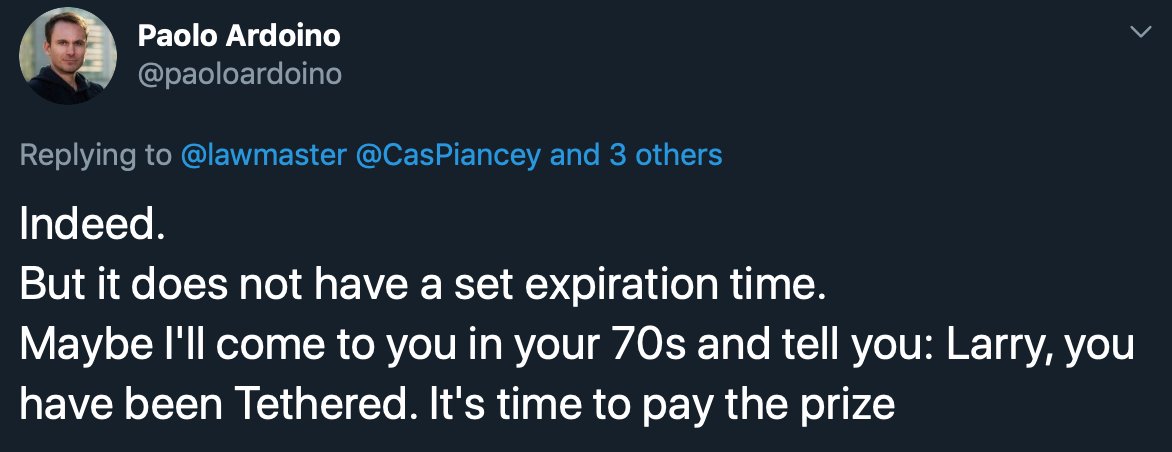 Paolo Ardoino
@paoloardoino
Replying to @lawmaster @CasPiancey and 3 others
Indeed.
But it does not have a set expiration time.
Maybe I'll come to you in your 70s and tell you: Larry, you
have been Tethered. It's time to pay the prize